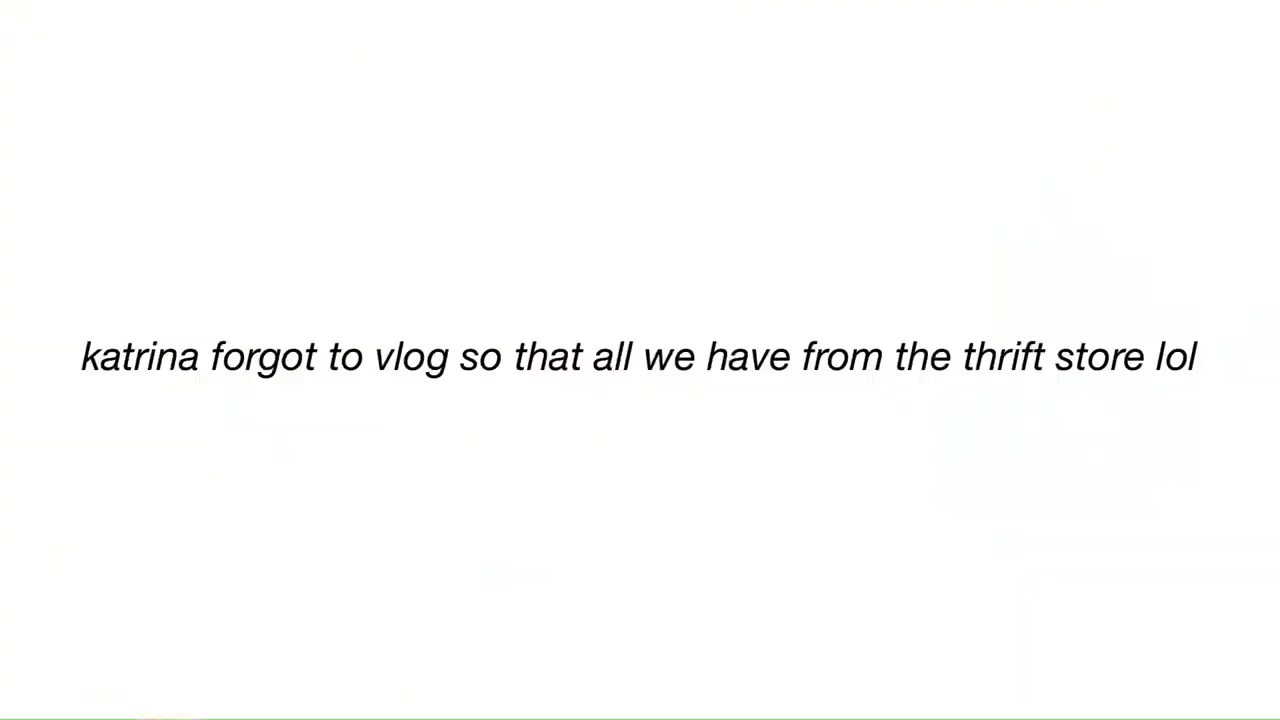 katrina forgot to vlog so that all we have from the thrift store lol